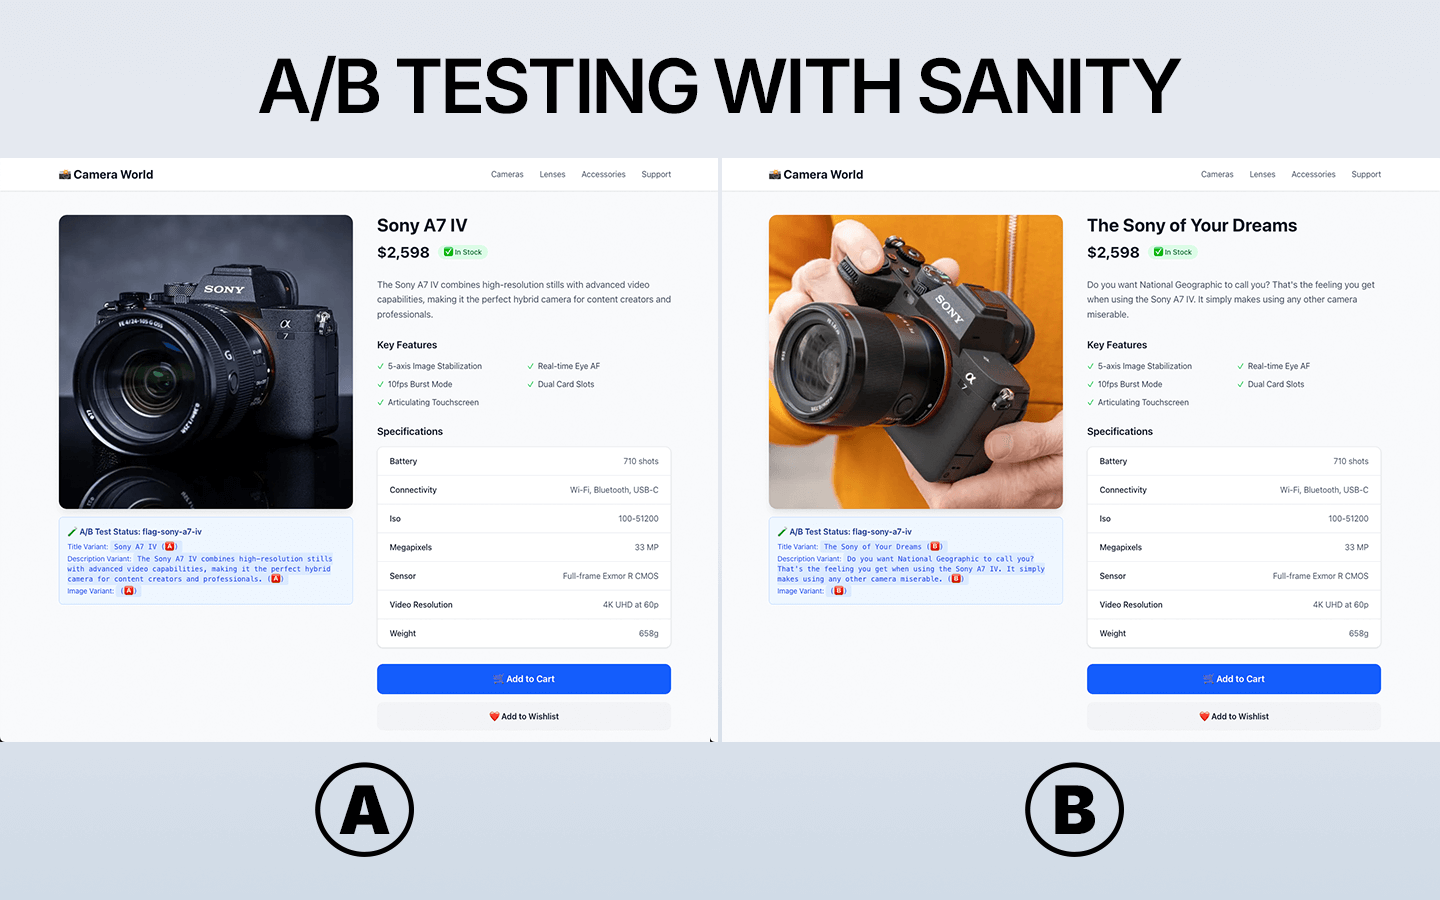 A/B TESTING WITH SANITY
📸 Camera World
Cameras Lenses Accessories Support
SONY
α
7
FE 4/24-105 G OSS
G
Sony A7 IV
$2,598 ✅ In Stock
The Sony A7 IV combines high-resolution stills with advanced video
capabilities, making it the perfect hybrid camera for content creators and
professionals.
Key Features
✓ 5-axis Image Stabilization ✓ Real-time Eye AF
✓ 10fps Burst Mode ✓ Dual Card Slots
✓ Articulating Touchscreen
Specifications
Battery 710 shots
Connectivity Wi-Fi, Bluetooth, USB-C
Iso 100-51200
Megapixels 33 MP
Sensor Full-frame Exmor R CMOS
Video Resolution 4K UHD at 60p
Weight 658g
🛒 Add to Cart
❤️ Add to Wishlist
🧪 A/B Test Status: flag-sony-a7-iv
Title Variant: Sony A7 IV (🅰️)
Description Variant: The Sony A7 IV combines high-resolution stills
with advanced video capabilities, making it the perfect hybrid
camera for content creators and professionals. (🅰️)
Image Variant: (🅰️)
A
📸 Camera World
Cameras Lenses Accessories Support
SONY
α
7
The Sony of Your Dreams
$2,598 ✅ In Stock
Do you want National Geographic to call you? That's the feeling you get
when using the Sony A7 IV. It simply makes using any other camera
miserable.
Key Features
✓ 5-axis Image Stabilization ✓ Real-time Eye AF
✓ 10fps Burst Mode ✓ Dual Card Slots
✓ Articulating Touchscreen
Specifications
Battery 710 shots
Connectivity Wi-Fi, Bluetooth, USB-C
Iso 100-51200
Megapixels 33 MP
Sensor Full-frame Exmor R CMOS
Video Resolution 4K UHD at 60p
Weight 658g
🛒 Add to Cart
❤️ Add to Wishlist
🧪 A/B Test Status: flag-sony-a7-iv
Title Variant: The Sony of Your Dreams (🅱️)
Description Variant: Do you want National Geographic to call you?
That's the feeling you get when using the Sony A7 IV. It simply
makes using any other camera miserable. (🅱️)
Image Variant: (🅱️)
B